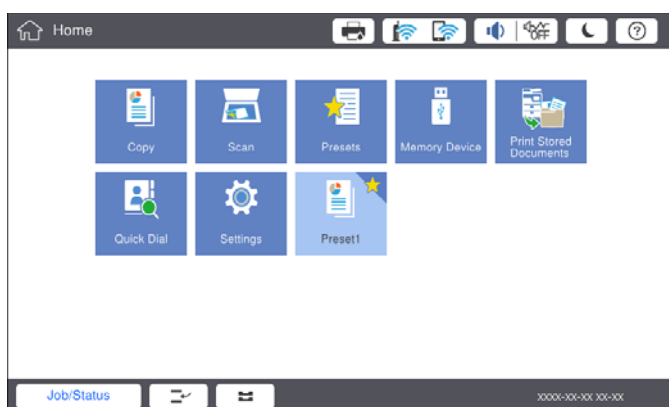 Home
OFF
?
Copy
Scan
Presets
Memory Device
Print Stored
Documents
Quick Dial
Settings
Preset1
Job/Status
xxxx-xx-xx xx-xx